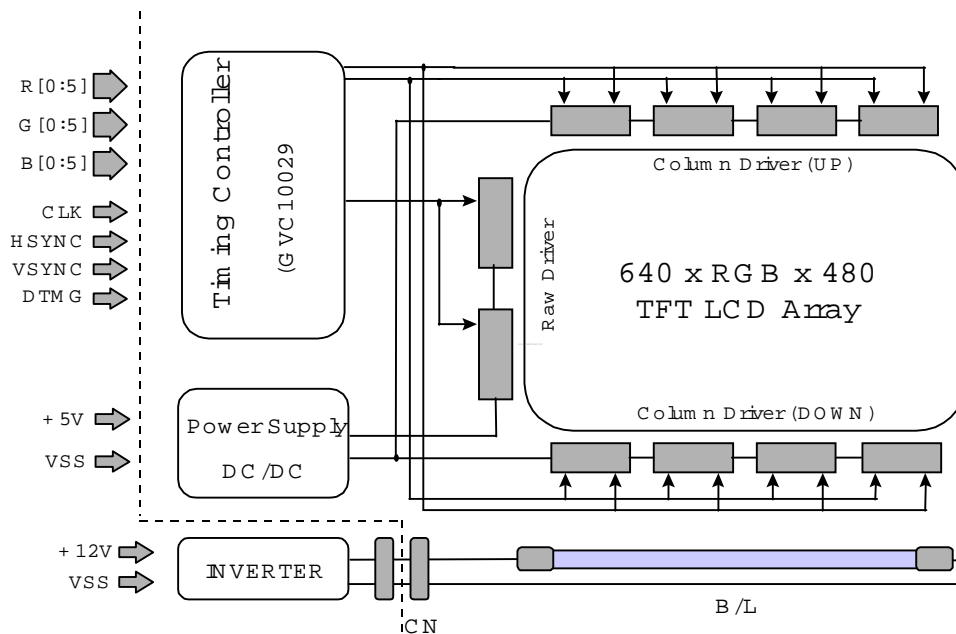 R[0:5]
G[0:5]
B[0:5]
CLK
HSYNC
VSYNC
DTMG
Timing Controller
(GVC10029)
Column Driver(UP)
Raw Driver
640 x RGB x 480
TFT LCD Array
Column Driver(DOWN)
+5V
VSS
Power Supply
DC/DC
+12V
VSS
INVERTER
CN
B/L